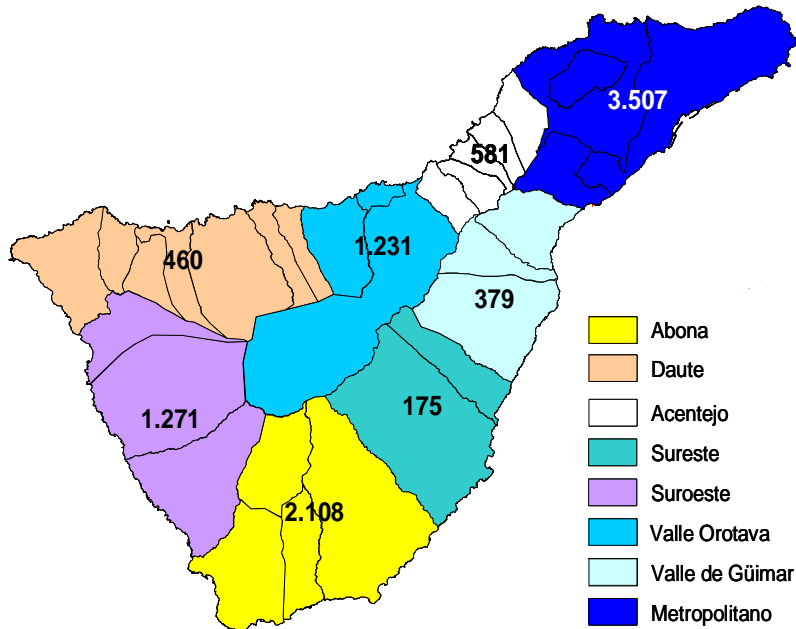 3.507
581
1.231
460
379
175
1.271
2.108
Abona
Daute
Acentejo
Sureste
Suroeste
Valle Orotava
Valle de Güimar
Metropolitano